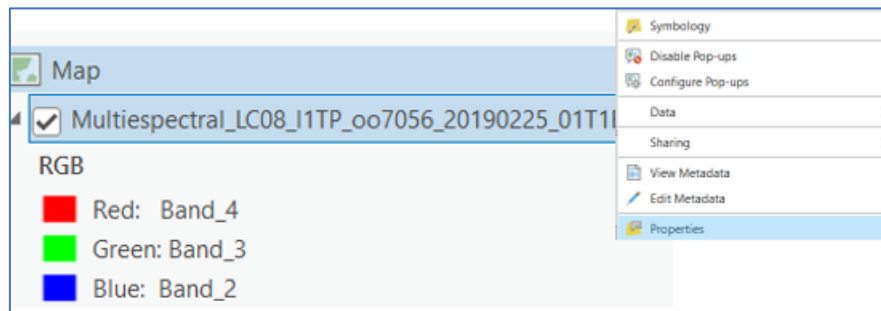 Map
Multiespectral_LC08_l1TP_oo7056_20190225_01T1
RGB
Red: Band_4
Green: Band_3
Blue: Band_2
Symbology
Disable Pop-ups
Configure Pop-ups
Data
Sharing
View Metadata
Edit Metadata
Properties